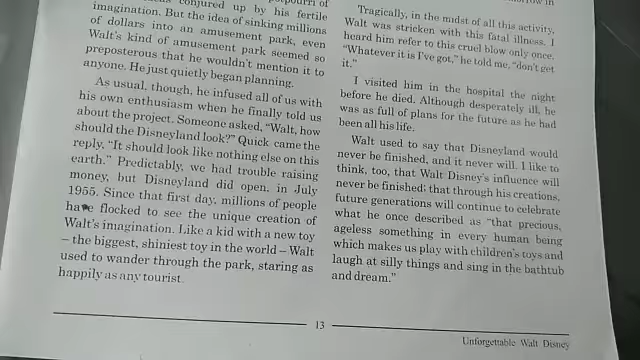 conjured up by his fertile
imagination. But the idea of sinking millions
of dollars into an amusement park, even
Walt's kind of amusement park seemed so
preposterous that he wouldn't mention it to
anyone. He just quietly began planning.
As usual, though, he infused all of us with
his own enthusiasm when he finally told us
about the project. Someone asked, “Walt, how
should the Disneyland look?” Quick came the
reply, “It should look like nothing else on this
earth.” Predictably, we had trouble raising
money, but Disneyland did open, in July
1955. Since that first day, millions of people
have flocked to see the unique creation of
Walt's imagination. Like a kid with a new toy
– the biggest, shiniest toy in the world – Walt
used to wander through the park, staring as
happily as any tourist.
Tragically, in the midst of all this activity,
Walt was stricken with this fatal illness. I
heard him refer to this cruel blow only once.
“Whatever it is I've got,” he told me, “don't get
it.”
I visited him in the hospital the night
before he died. Although desperately ill, he
was as full of plans for the future as he had
been all his life.
Walt used to say that Disneyland would
never be finished, and it never will. I like to
think, too, that Walt Disney's influence will
never be finished; that through his creations,
future generations will continue to celebrate
what he once described as “that precious,
ageless something in every human being
which makes us play with children's toys and
laugh at silly things and sing in the bathtub
and dream.”
13
Unforgettable Walt Disney